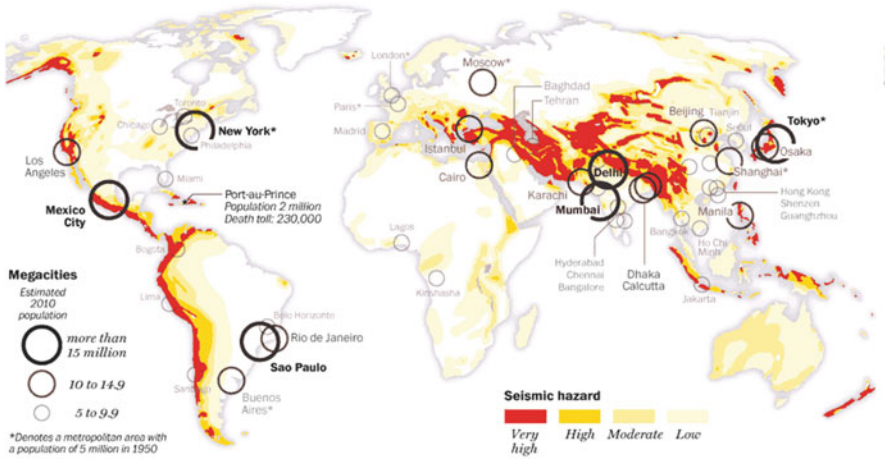 London*
Moscow*
Toronto
Chicago
New York*
Philadelphia
Paris*
Madrid
Istanbul
Baghdad
Tehran
Beijing
Tianjin
Seoul
Tokyo*
Osaka
Los
Angeles
Miami
Cairo
Delhi
Shanghai*
Karachi
Mumbai
Mexico
City
Port-au-Prince
Population 2 million
Death toll: 230,000
Hong Kong
Shenzen
Guanghzhou
Manila
Bangkok
Ho Chi
Minh
Lagos
Bogota
Hyderabad
Chennai
Bangalore
Dhaka
Calcutta
Kinshasha
Jakarta
Lima
Belo Horizonte
Rio de Janeiro
Sao Paulo
Santiago
Buenos
Aires*
Megacities
Estimated
2010
population
more than
15 million
10 to 14.9
5 to 9.9
*Denotes a metropolitan area with
a population of 5 million in 1950
Seismic hazard
Very
high
High
Moderate
Low